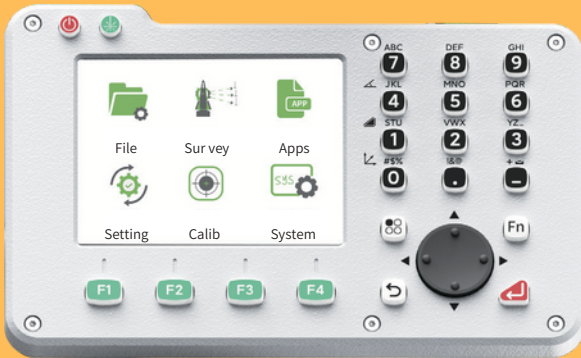 ABC DEF GHI
7 8 9
JKL MNO PQR
4 5 6
STU VWX YZ_
1 2 3
#$% !&@ +
0 . –
APP
File Sur vey Apps
SYS
Setting Calib System
Fn
F1 F2 F3 F4